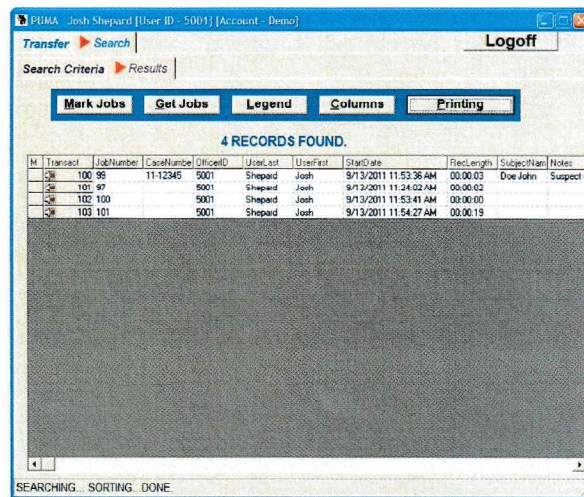 PUMA Josh Shepard [User ID - 5001] [Account - Demo]
Transfer Search Logoff
Search Criteria Results
Mark Jobs Get Jobs Legend Columns Printing
4 RECORDS FOUND.
M Transact JobNumber CaseNumbe OfficerID UserLast UserFirst StartDate RecLength SubjectNam Notes
100 99 11-12345 5001 Shepard Josh 9/13/2011 11:53:36 AM 00:00:03 Doe John Suspect
101 97 5001 Shepard Josh 9/13/2011 11:24:02 AM 00:00:02
102 100 5001 Shepard Josh 9/13/2011 11:53:41 AM 00:00:00
103 101 5001 Shepard Josh 9/13/2011 11:54:27 AM 00:00:19
SEARCHING... SORTING...DONE.